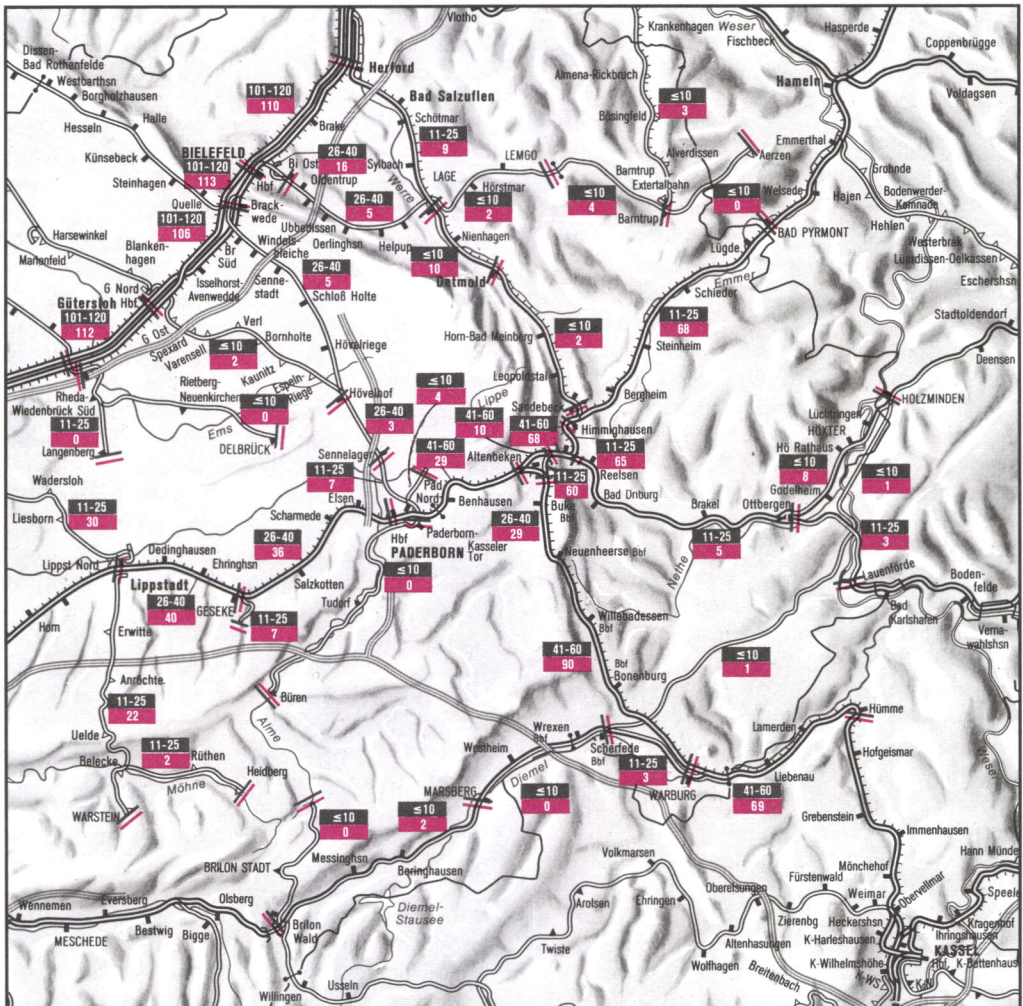 Vlotho
Krankenhagen
Weser
Fischbeck
Hasperde
Coppenbrügge
Dissen-
Bad Rothenfelde
Westbarthsn
Borgholzhausen
Hesseln
Halle
Herford
Almena-Rickbruch
Hameln
Voldagsen
101-120
110
Bad Salzuflen
≤10
3
Bösingfeld
Brake
Schötmar
Emmerthal
Künsebeck
BIELEFELD
101-120
113
Bi Ost
26-40
16
11-25
9
Sylbach
LEMGO
Alverdissen
Aerzen
Grohnde
Steinhagen
Hbf
Oldentrup
LAGE
Hörstmar
Barntrup
Extertalbahn
Welsede
Hajen
Bodenwerder-
Kemnade
Quelle
101-120
106
Brack-
wede
26-40
5
Werre
≤10
2
≤10
4
Barntrup
≤10
0
BAD PYRMONT
Hehlen
Harsewinkel
Marienfeld
Blanken-
hagen
Br
Süd
Windels-
bleiche
Ubbedissen
Oerlinghsn
Helpup
Nienhagen
Lügde
Westerbrak
Lüerdissen-Oelkassen
Eschershsn
Isselhorst-
Avenwedde
Senne-
stadt
26-40
5
≤10
10
Detmold
Emmer
Schieder
G Nord
Gütersloh Hbf
101-120
112
Schloß Holte
Stadtoldendorf
G Ost
Spexard
Varensell
Verl
Bornholte
Hövelriege
Horn-Bad Meinberg
≤10
2
11-25
68
Steinheim
Deensen
≤10
2
Kaunitz
Espeln-
Riege
Leopoldstal
Bergheim
Rheda-
Wiedenbrück Süd
Rietberg-
Neuenkirchen
≤10
0
Hövelhof
≤10
4
Lippe
Sandebeck
HOLZMINDEN
11-25
0
Langenberg
Ems
DELBRÜCK
26-40
3
41-60
10
41-60
68
Himmighausen
Lüchtringen
HÖXTER
Wadersloh
Sennelager
41-60
29
Altenbeken
11-25
65
Reelsen
Hö Rathaus
Liesborn
11-25
30
11-25
7
Elsen
Pad
Nord
Benhausen
11-25
60
Bad Driburg
≤10
8
Godelheim
≤10
1
Scharmede
Buke
Bbf
Brakel
Ottbergen
Dedinghausen
26-40
36
Hbf
PADERBORN
Paderborn-
Kasseler
Tor
26-40
29
11-25
5
11-25
3
Lippst Nord
Ehringhsn
Neuenheerse Bbf
Nethe
Lauenförde
Boden-
felde
Lippstadt
26-40
40
GESEKE
Salzkotten
≤10
0
Horn
11-25
7
Tudorf
Willebadessen
Bbf
Bad
Karlshafen
Verna-
wahlshsn
Erwitte
Anröchte
41-60
90
Bbf
Bonenburg
≤10
1
11-25
22
Büren
Alme
Hümme
Uelde
Wrexen
Scherfede
Bbf
Lamerden
Hofgeismar
Belecke
11-25
2
Rüthen
Heidberg
Westheim
Diemel
11-25
3
WARBURG
Liebenau
Weser
Möhne
MARSBERG
≤10
0
41-60
69
WARSTEIN
≤10
0
≤10
2
Grebenstein
Immenhausen
BRILON STADT
Messinghsn
Beringhausen
Volkmarsen
Mönchehof
Hann Münde
Fürstenwald
Obervellmar
Speele
Wennemen
Eversberg
Olsberg
Diemel-
Stausee
Arolsen
Ehringen
Oberelsungen
Weimar
Zierenbg
Heckershsn
Kragenhof
MESCHEDE
Bestwig
Bigge
Brilon
Wald
Altenhasungen
K-Harleshausen
Ihringshausen
KASSEL
Twiste
Wolfhagen
K-Wilhelmshöhe
Hbf
K-Bettenhaus
Willingen
Usseln
Breitenbach
K-WS
K-N